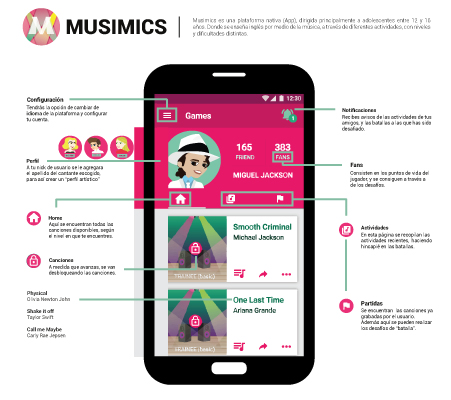 MUSIMICS
Musimics es una plataforma nativa (App), dirigida principalmente a adolescentes entre 12 y 16
años. Donde se enseña inglés por medio de la música, a través de diferentes actividades, con niveles
y dificultades distintas.
Configuración
Tendrás la opción de cambiar de
idioma de la plataforma y configurar
tu cuenta.
Perfil
A tu nick de usuario se le agregara
el apellido del cantante escogido,
para así crear un "perfil artístico"
Home
Aquí se encuentran todas las
canciones disponibles, según
el nivel en que te encuentres.
Canciones
A medida que avanzas, se van
desbloqueando las canciones.
Physical
Olivia Newton John
Shake it off
Taylor Swift
Call me Maybe
Carly Rae Jepsen
12:30
Games
165
FRIEND
383
FANS
MIGUEL JACKSON
Smooth Criminal
Michael Jackson
TRAINEE (basic)
One Last Time
Ariana Grande
TRAINEE (basic)
Notificaciones
Recibes avisos de las actividades de tus
amigos, y las batallas a las que has sido
desafiado.
Fans
Consisten en los puntos de vida del
jugador, y se consiguen a través
de los desafíos.
Actividades
En esta página se recopilan las
actividades recientes, haciendo
hincapié en las batallas.
Partidas
Se encuentran las canciones ya
grabadas por el usuario.
Además aquí se pueden realizar
los desafíos de "batalla".